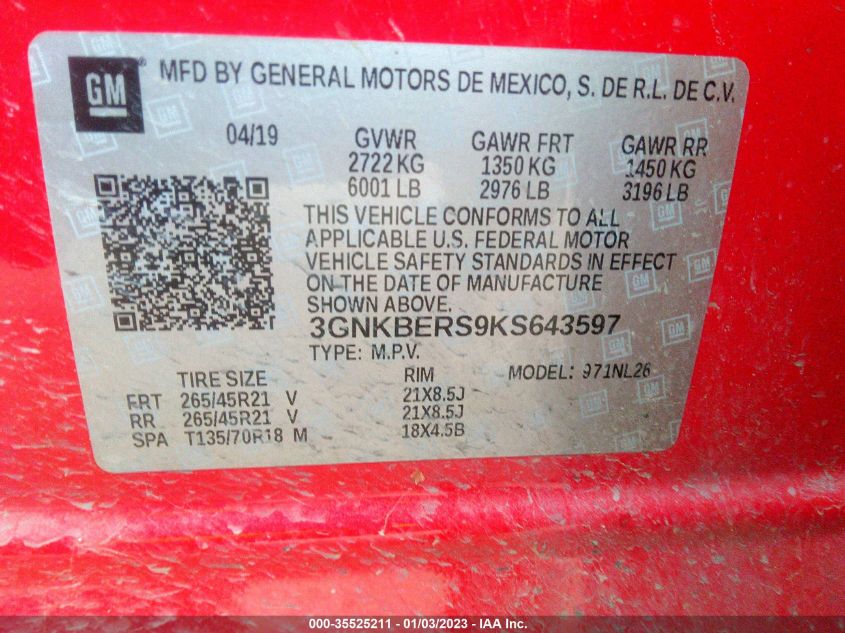 GM
MFD BY GENERAL MOTORS DE MEXICO, S. DE R.L. DE C.V.
04/19 GVWR GAWR FRT GAWR RR
2722 KG 1350 KG 1450 KG
6001 LB 2976 LB 3196 LB
THIS VEHICLE CONFORMS TO ALL
APPLICABLE U.S. FEDERAL MOTOR
VEHICLE SAFETY STANDARDS IN EFFECT
ON THE DATE OF MANUFACTURE
SHOWN ABOVE.
3GNKBERS9KS643597
TYPE: M.P.V. MODEL: 971NL26
TIRE SIZE RIM
FRT 265/45R21 V 21X8.5J
RR 265/45R21 V 21X8.5J
SPA T135/70R18 M 18X4.5B
000-35525211 - 01/03/2023 - IAA Inc.